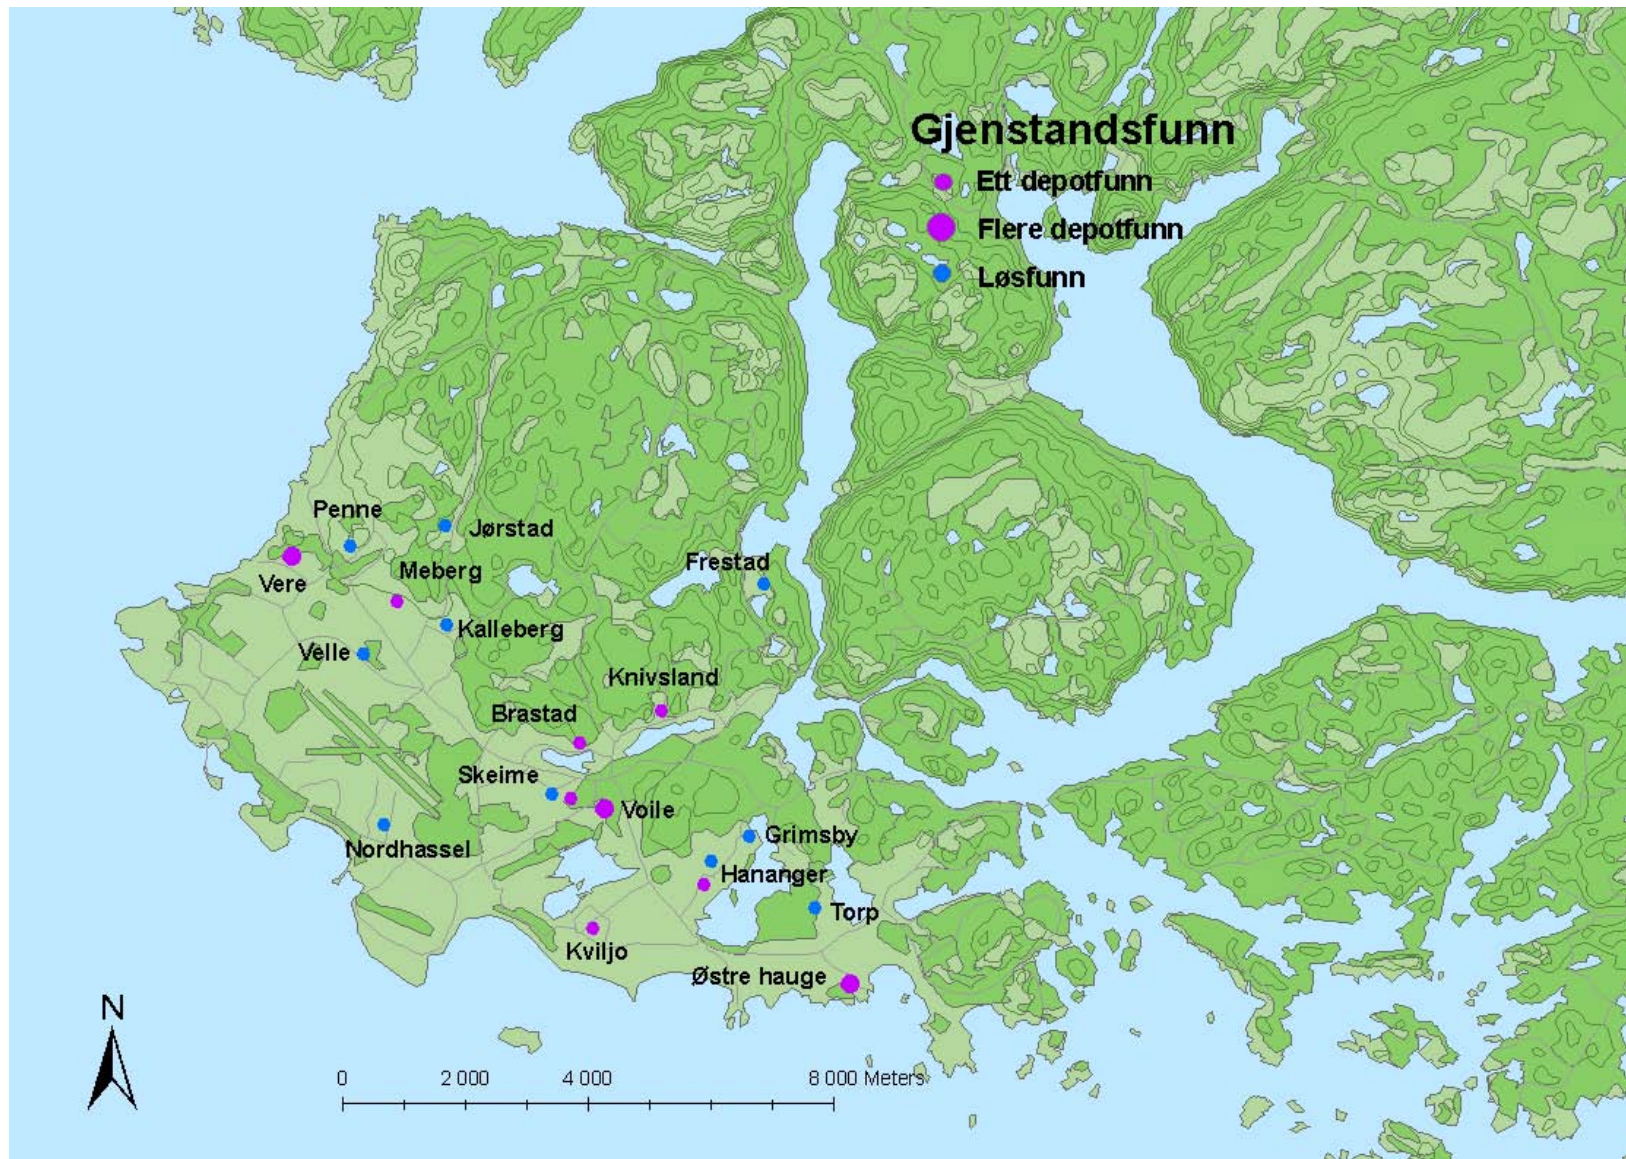 Gjenstandsfunn
Ett depotfunn
Flere depotfunn
Løsfunn
Penne
Jørstad
Vere
Meberg
Frestad
Kalleberg
Velle
Knivsland
Brastad
Skeime
Voile
Nordhassel
Grimsby
Hananger
Torp
Kviljo
Østre hauge
N
0 2 000 4 000 8 000 Meters